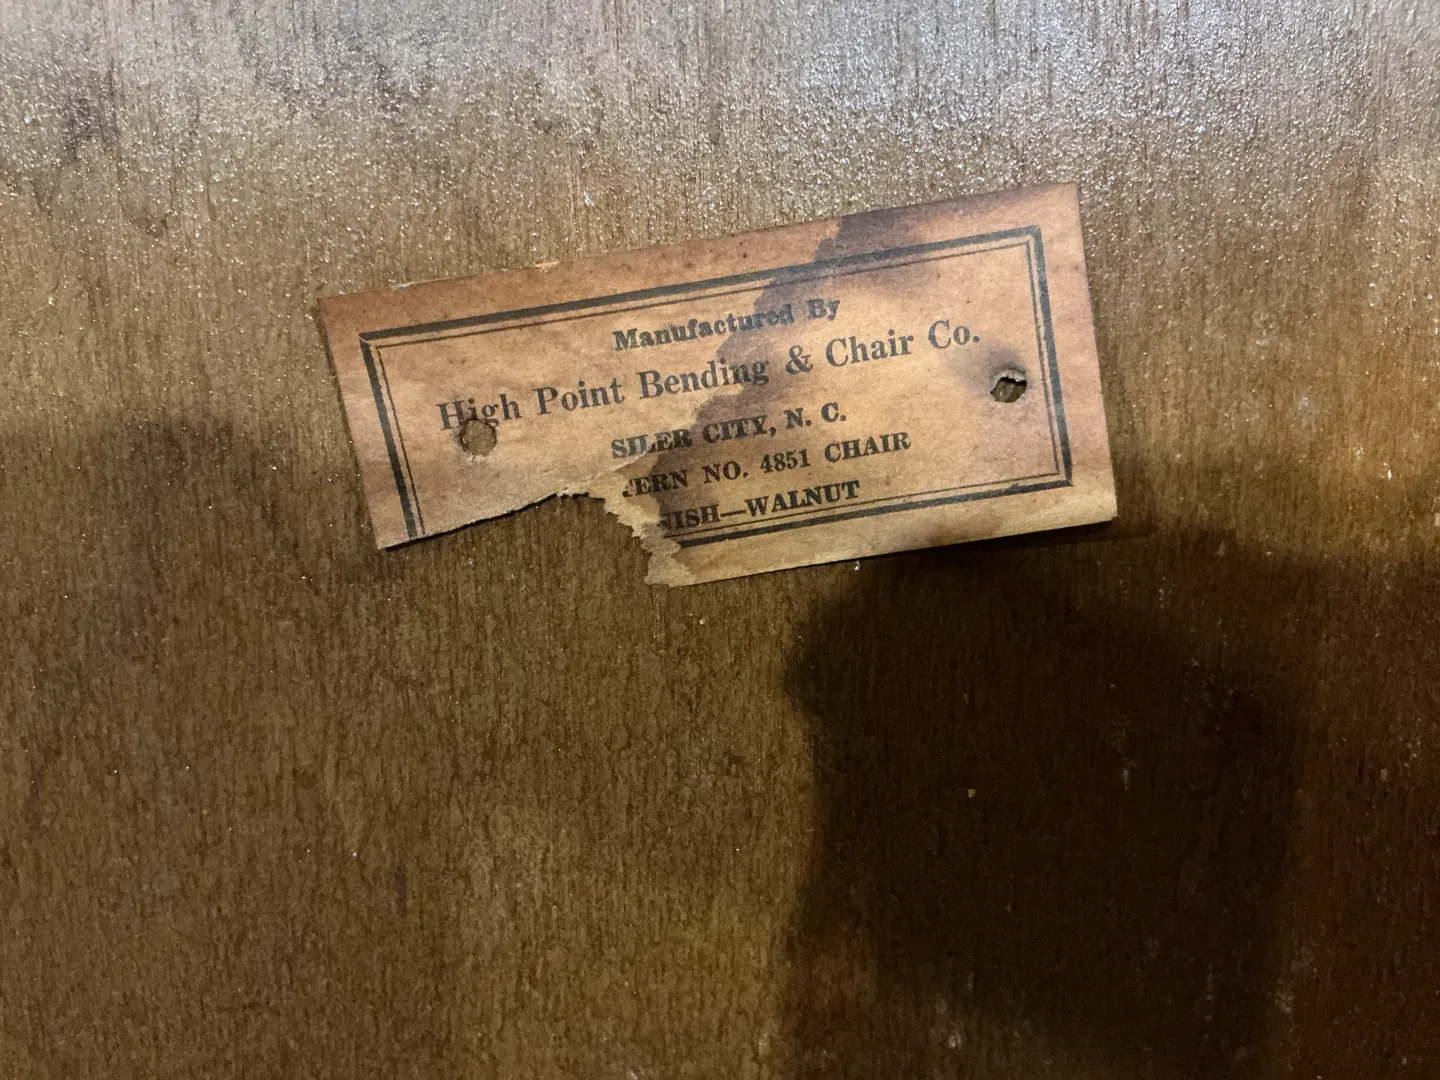 Manufactured By
High Point Bending & Chair Co.
SILER CITY, N. C.
TERN NO. 4851 CHAIR
NISH—WALNUT